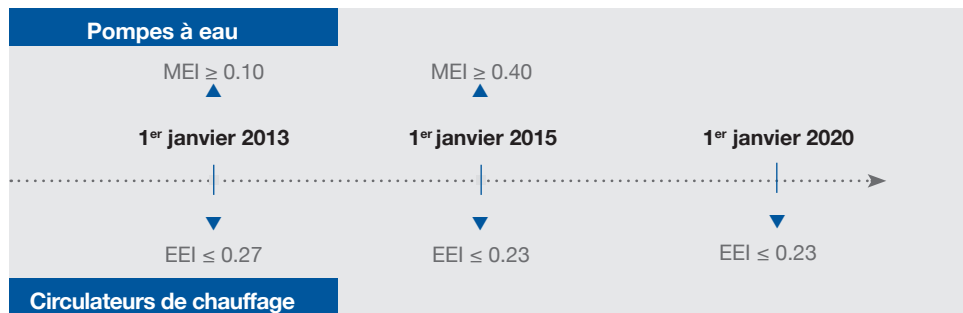 Pompes à eau
MEI ≥ 0.10 MEI ≥ 0.40
1er janvier 2013 1er janvier 2015 1er janvier 2020
EEI ≤ 0.27 EEI ≤ 0.23 EEI ≤ 0.23
Circulateurs de chauffage